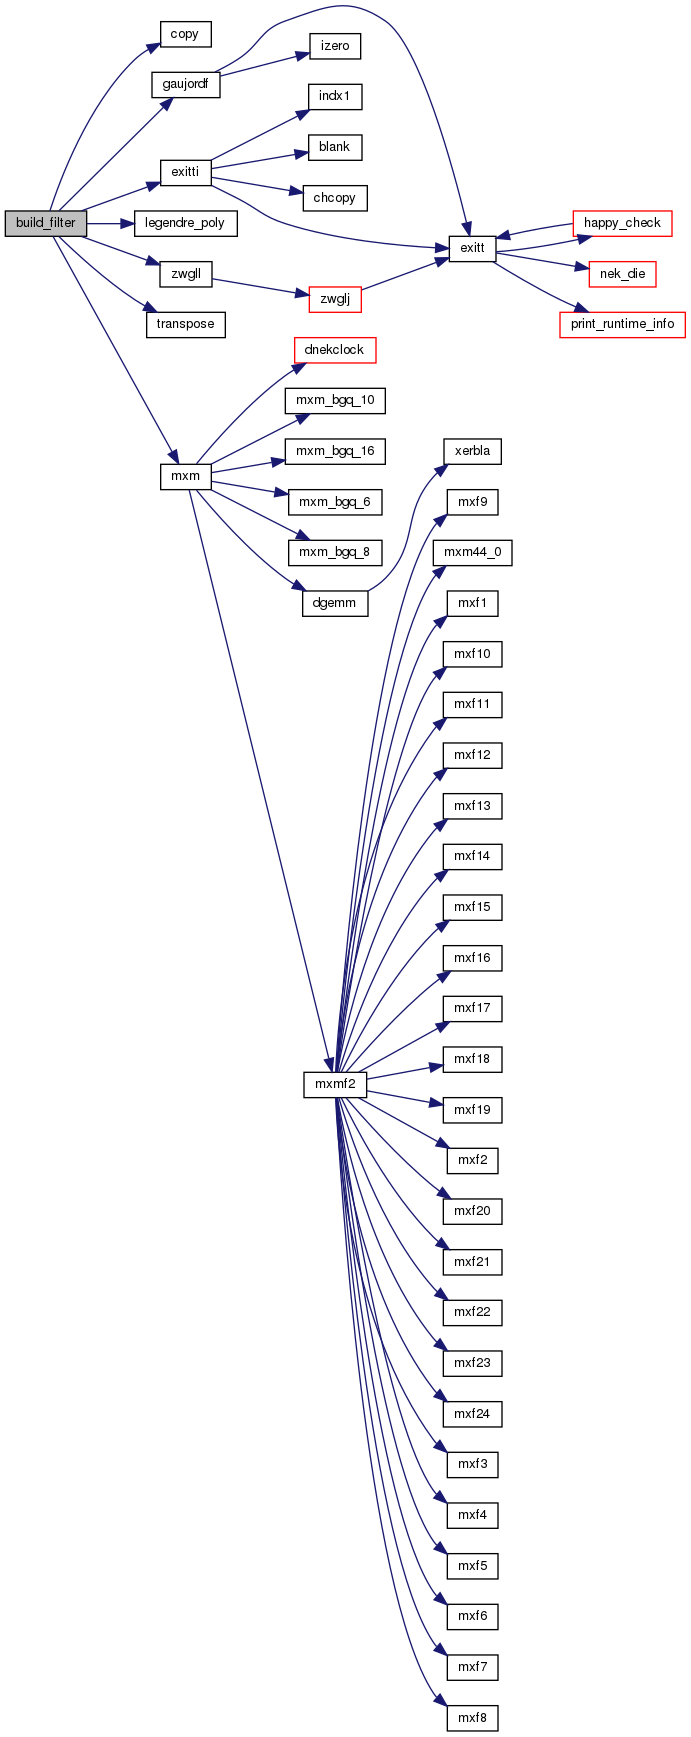 copy
izero
gaujordf
indx1
blank
exitti
chcopy
build_filter
legendre_poly
happy_check
exitt
zwgll
nek_die
zwglj
transpose
print_runtime_info
dnekclock
mxm_bgq_10
mxm_bgq_16
xerbla
mxm
mxm_bgq_6
mxf9
mxm_bgq_8
mxm44_0
dgemm
mxf1
mxf10
mxf11
mxf12
mxf13
mxf14
mxf15
mxf16
mxf17
mxf18
mxmf2
mxf19
mxf2
mxf20
mxf21
mxf22
mxf23
mxf24
mxf3
mxf4
mxf5
mxf6
mxf7
mxf8